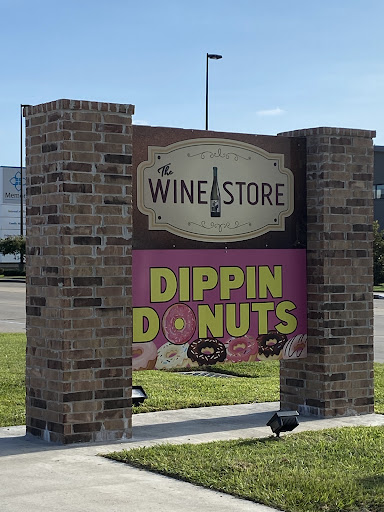 The
WINE STORE
DIPPIN
DONUTS